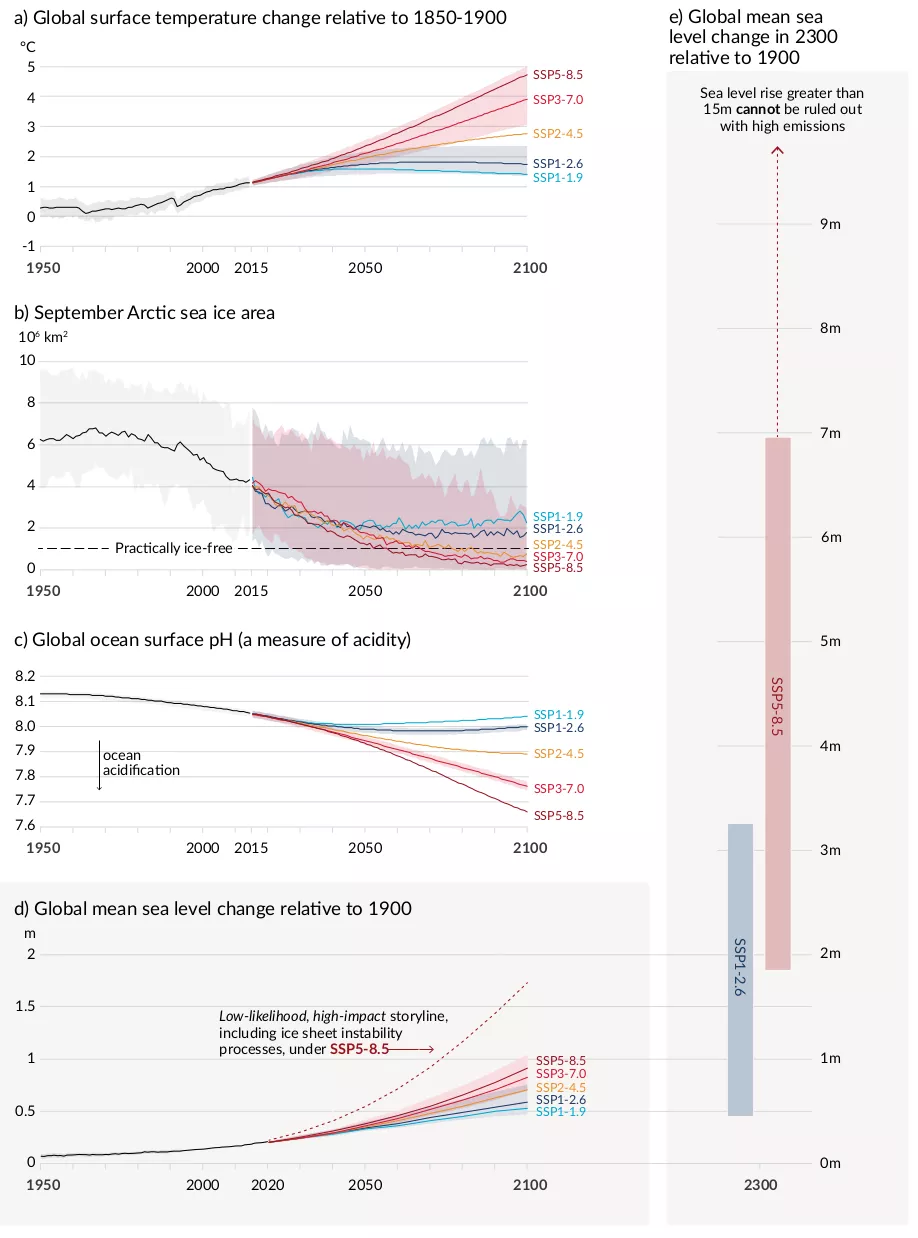 a) Global surface temperature change relative to 1850-1900
°C
5
4
3
2
1
0
-1
SSP5-8.5
SSP3-7.0
SSP2-4.5
SSP1-2.6
SSP1-1.9
1950 2000 2015 2050 2100
b) September Arctic sea ice area
10⁶ km²
10
8
6
4
2
0
Practically ice-free
SSP1-1.9
SSP1-2.6
SSP2-4.5
SSP3-7.0
SSP5-8.5
1950 2000 2015 2050 2100
c) Global ocean surface pH (a measure of acidity)
8.2
8.1
8.0
7.9
7.8
7.7
7.6
ocean
acidification
SSP1-1.9
SSP1-2.6
SSP2-4.5
SSP3-7.0
SSP5-8.5
1950 2000 2015 2050 2100
d) Global mean sea level change relative to 1900
m
2
1.5
1
0.5
0
Low-likelihood, high-impact storyline,
including ice sheet instability
processes, under SSP5-8.5
SSP5-8.5
SSP3-7.0
SSP2-4.5
SSP1-2.6
SSP1-1.9
1950 2000 2020 2050 2100
e) Global mean sea
level change in 2300
relative to 1900
Sea level rise greater than
15m cannot be ruled out
with high emissions
9m
8m
7m
6m
5m
4m
3m
2m
1m
0m
SSP5-8.5
SSP1-2.6
2300